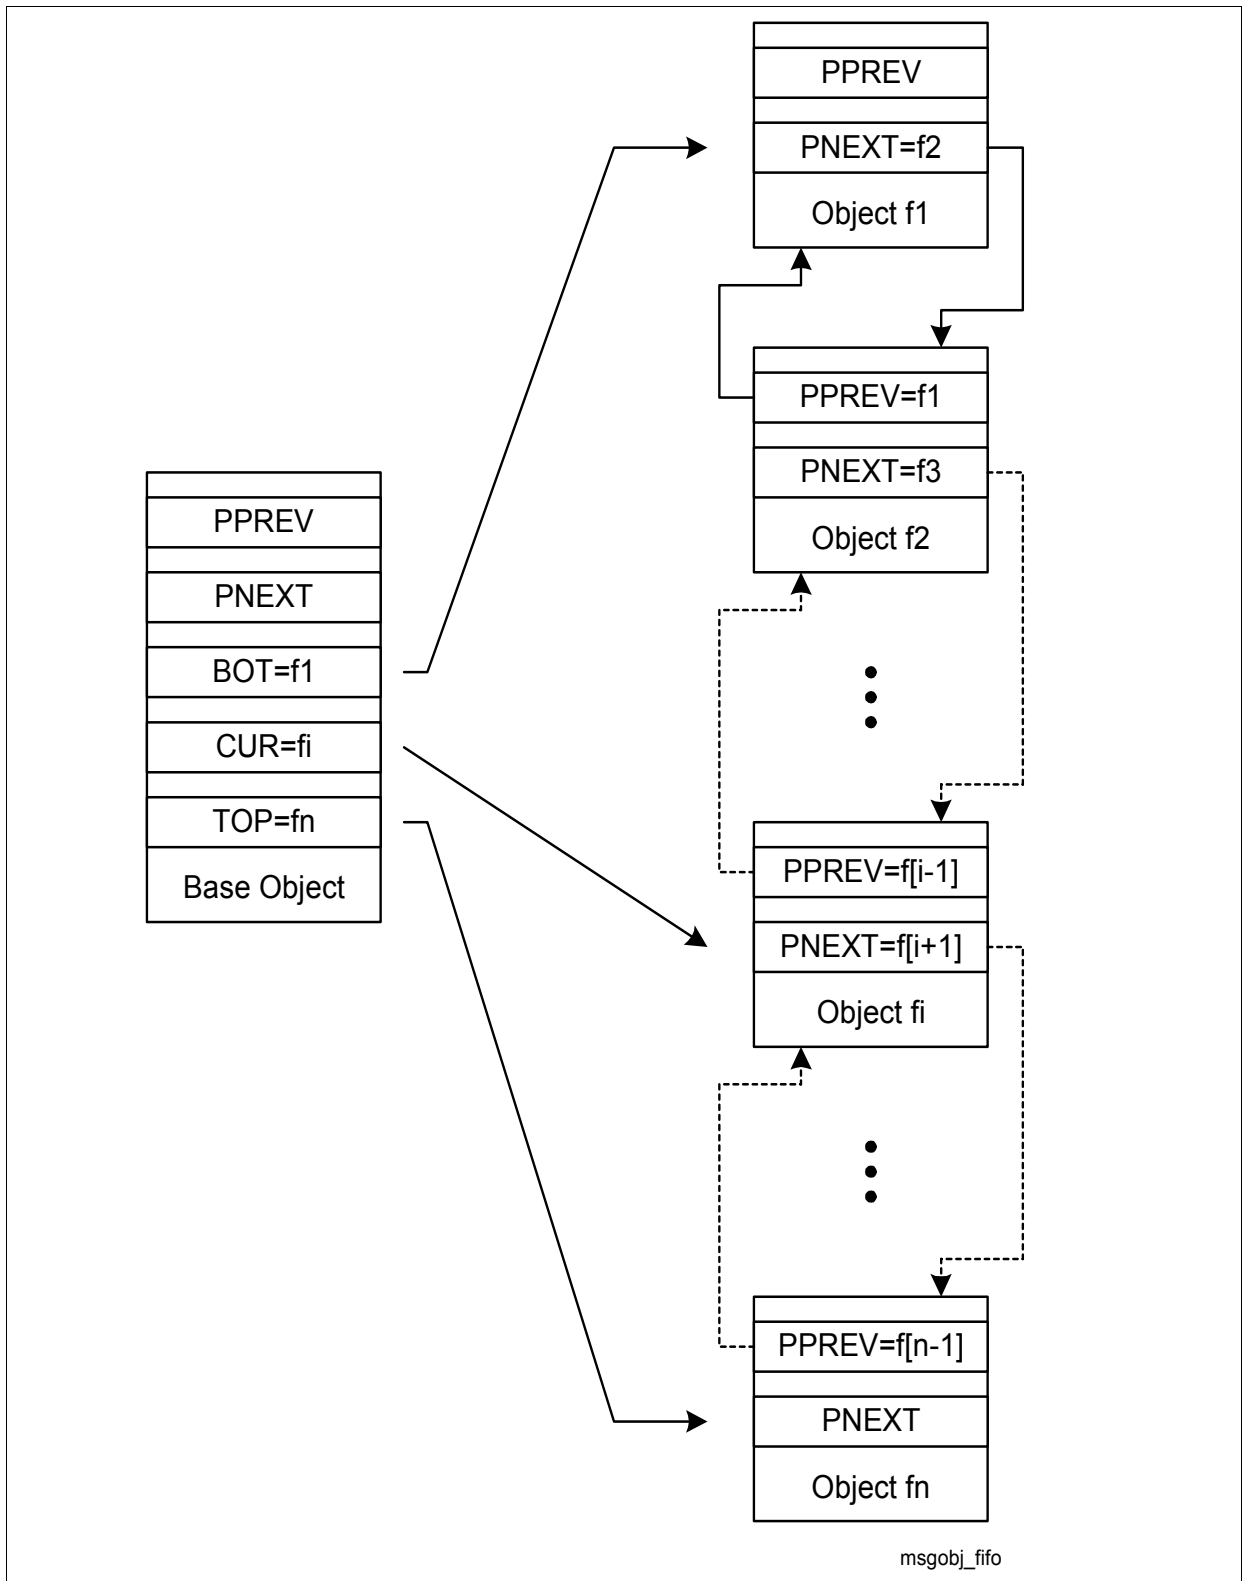 PPREV
PNEXT
BOT=f1
CUR=fi
TOP=fn
Base Object
PPREV
PNEXT=f2
Object f1
PPREV=f1
PNEXT=f3
Object f2
PPREV=f[i-1]
PNEXT=f[i+1]
Object fi
PPREV=f[n-1]
PNEXT
Object fn
msgobj_fifo